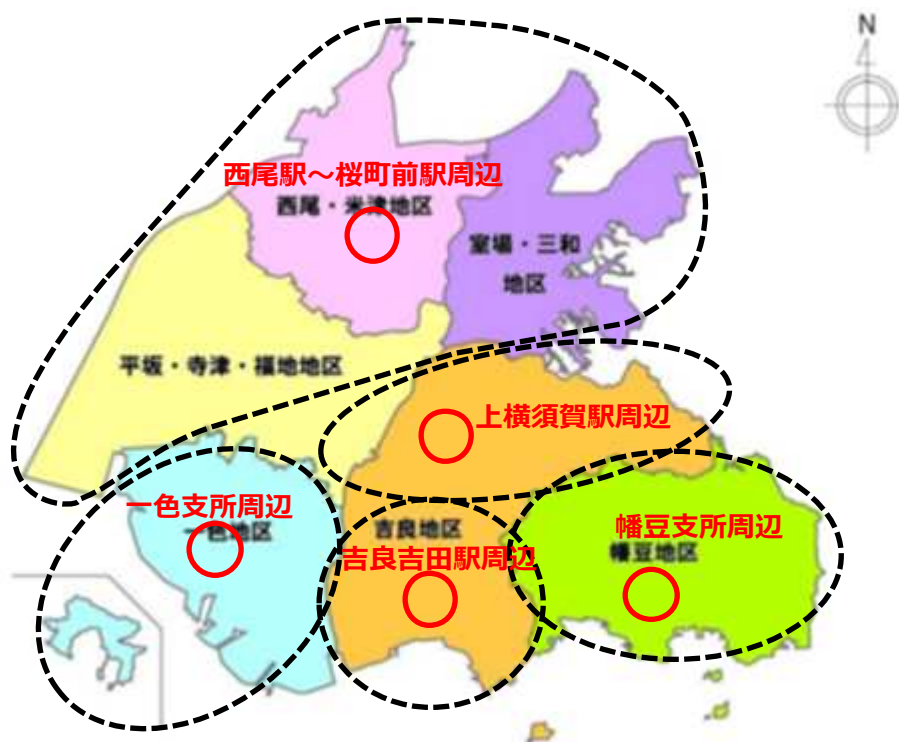 N
西尾駅～桜町前駅周辺
西尾・米津地区
室場・三和
地区
平坂・寺津・福地地区
上横須賀駅周辺
一色支所周辺
一色地区
吉良地区
吉良吉田駅周辺
幡豆支所周辺
幡豆地区